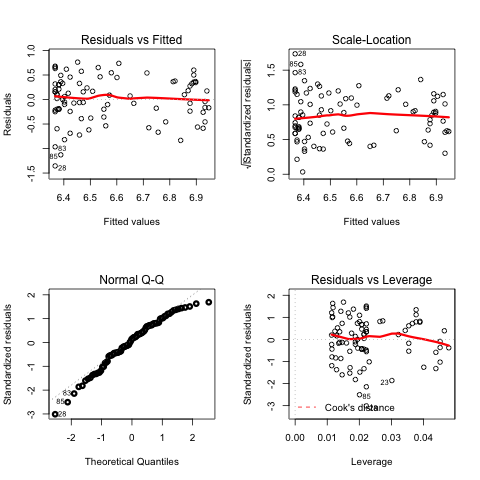 Residuals vs Fitted
Residuals
1.0
0.5
0.0
-0.5
-1.5
83
85
28
6.4 6.5 6.6 6.7 6.8 6.9
Fitted values
Scale-Location
√|Standardized residuals|
1.5
1.0
0.5
0.0
28
85
83
6.4 6.5 6.6 6.7 6.8 6.9
Fitted values
Normal Q-Q
Standardized residuals
2
1
0
-1
-2
-3
83
85
28
-2 -1 0 1 2
Theoretical Quantiles
Residuals vs Leverage
Standardized residuals
2
1
0
-1
-2
-3
23
85
Cook's distance
0.00 0.01 0.02 0.03 0.04
Leverage